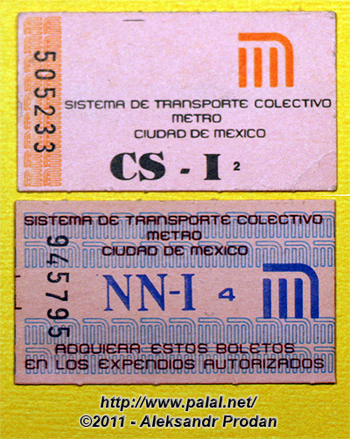 505233
SISTEMA DE TRANSPORTE COLECTIVO
METRO
CIUDAD DE MEXICO
CS - I 2
SISTEMA DE TRANSPORTE COLECTIVO
METRO
CIUDAD DE MEXICO
945795
NN-I 4
ADQUIERA ESTOS BOLETOS
EN LOS EXPENDIOS AUTORIZADOS
http://www.palal.net/
©2011 - Aleksandr Prodan